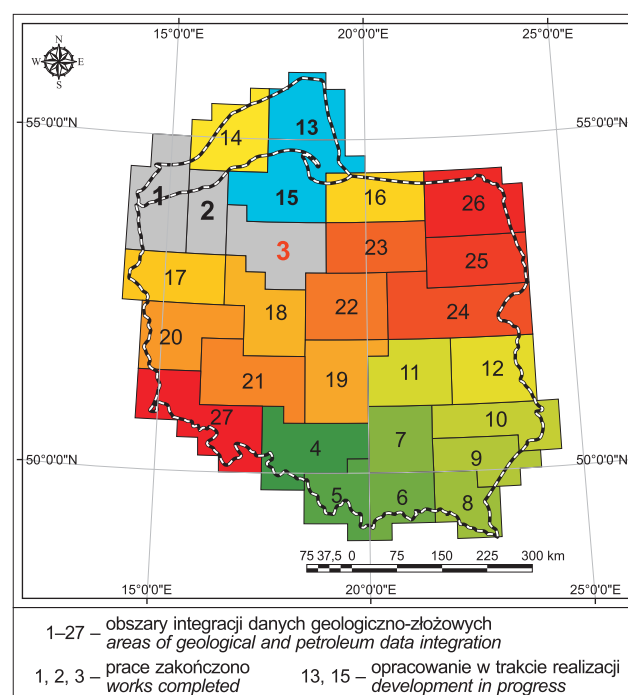 15°0'0"E 20°0'0"E 25°0'0"E
N
W E
S
55°0'0"N 55°0'0"N
14 13
1 2 15 16 26
3 23 25
17 18 22 24
20 21 19 11 12
27 4 7 10
9
5 6 8
50°0'0"N 50°0'0"N
75 37,5 0 75 150 225 300 km
15°0'0"E 20°0'0"E 25°0'0"E
1–27 – obszary integracji danych geologiczno-złożowych
areas of geological and petroleum data integration
1, 2, 3 – prace zakończono 13, 15 – opracowanie w trakcie realizacji
works completed development in progress